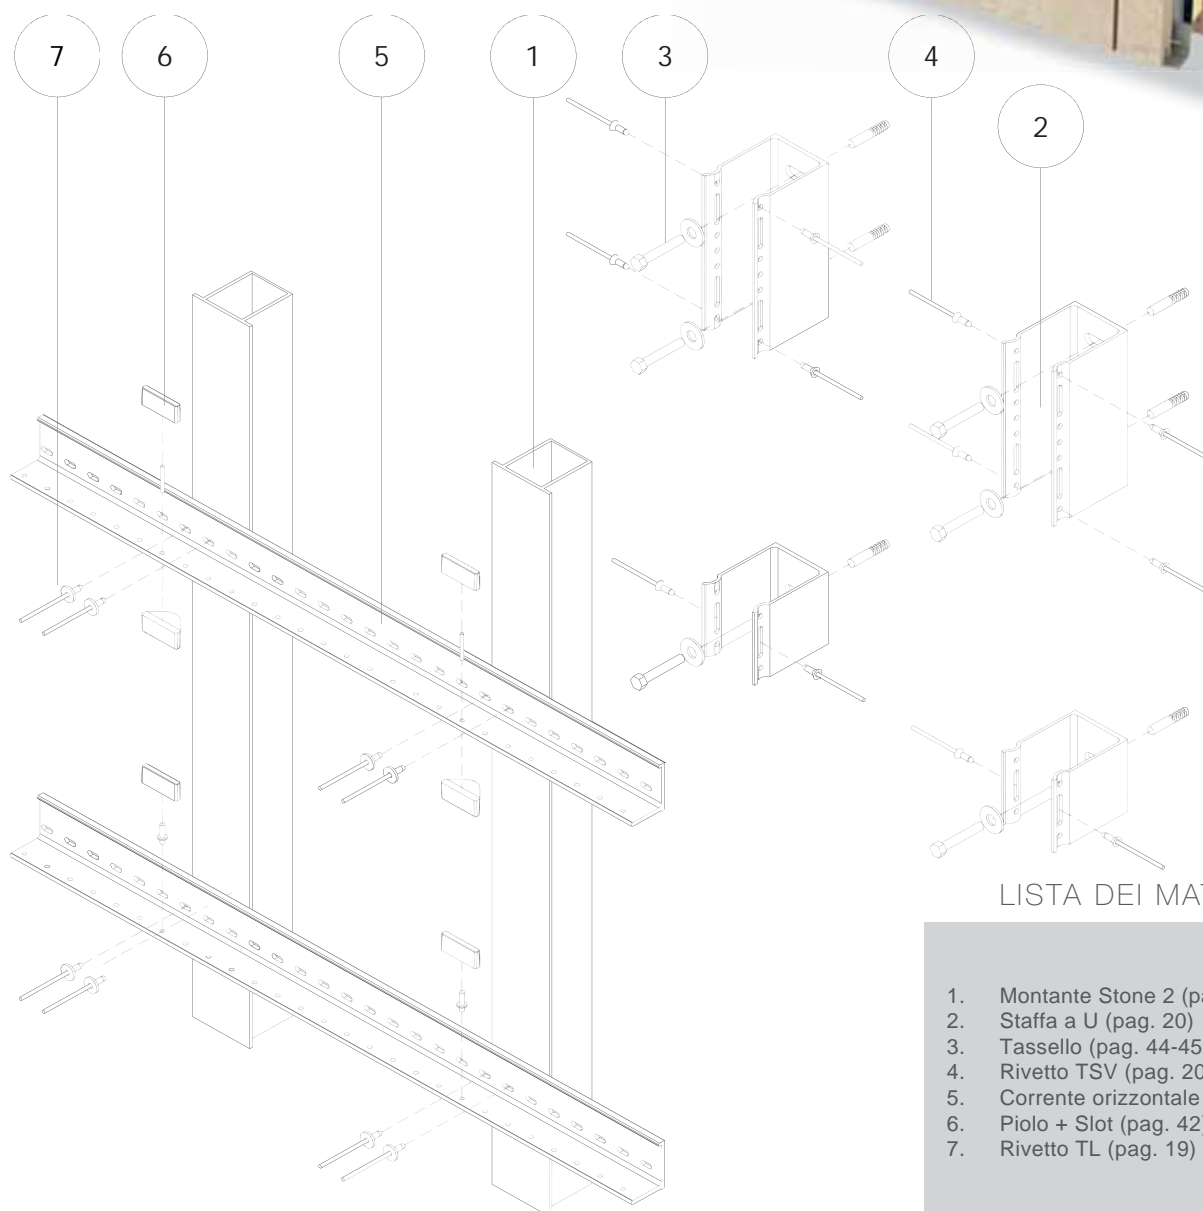 7 6 5 1 3 4
2
LISTA DEI MAT
1. Montante Stone 2 (pa
2. Staffa a U (pag. 20)
3. Tassello (pag. 44-45
4. Rivetto TSV (pag. 20
5. Corrente orizzontale
6. Piolo + Slot (pag. 42)
7. Rivetto TL (pag. 19)